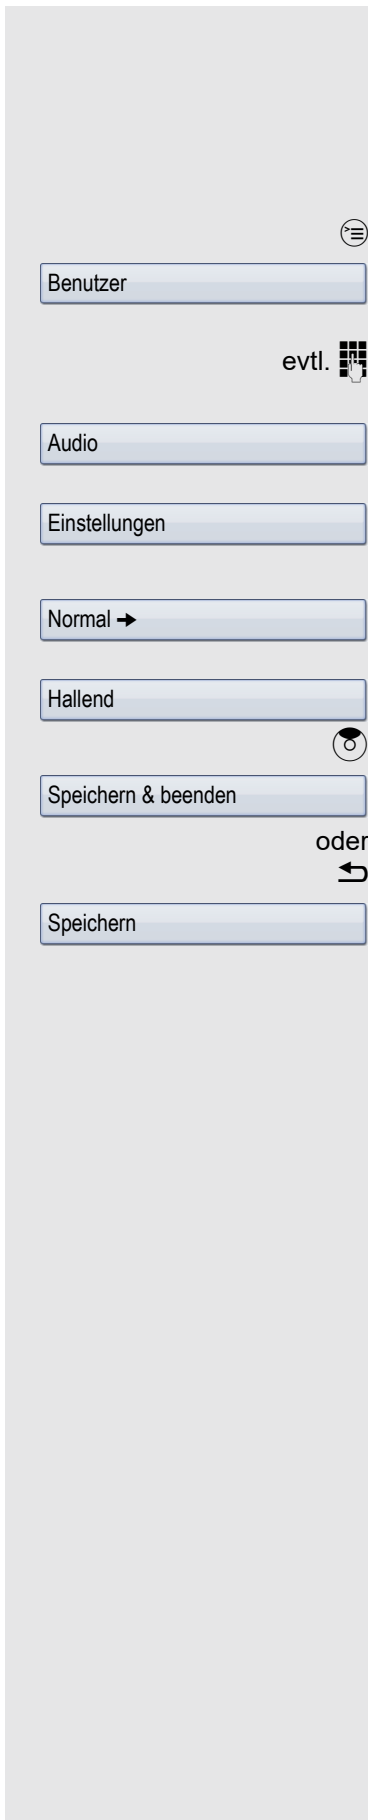 Benutzer
evtl.
Audio
Einstellungen
Normal ➔
Hallend
Speichern & beenden
oder
Speichern